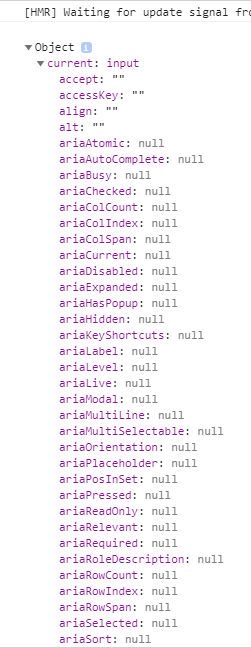 [HMR] Waiting for update signal fro
Object i
current: input
accept: ""
accessKey: ""
align: ""
alt: ""
ariaAtomic: null
ariaAutoComplete: null
ariaBusy: null
ariaChecked: null
ariaColCount: null
ariaColIndex: null
ariaColSpan: null
ariaCurrent: null
ariaDisabled: null
ariaExpanded: null
ariaHasPopup: null
ariaHidden: null
ariaKeyShortcuts: null
ariaLabel: null
ariaLevel: null
ariaLive: null
ariaModal: null
ariaMultiLine: null
ariaMultiSelectable: null
ariaOrientation: null
ariaPlaceholder: null
ariaPosInSet: null
ariaPressed: null
ariaReadOnly: null
ariaRelevant: null
ariaRequired: null
ariaRoleDescription: null
ariaRowCount: null
ariaRowIndex: null
ariaRowSpan: null
ariaSelected: null
ariaSort: null